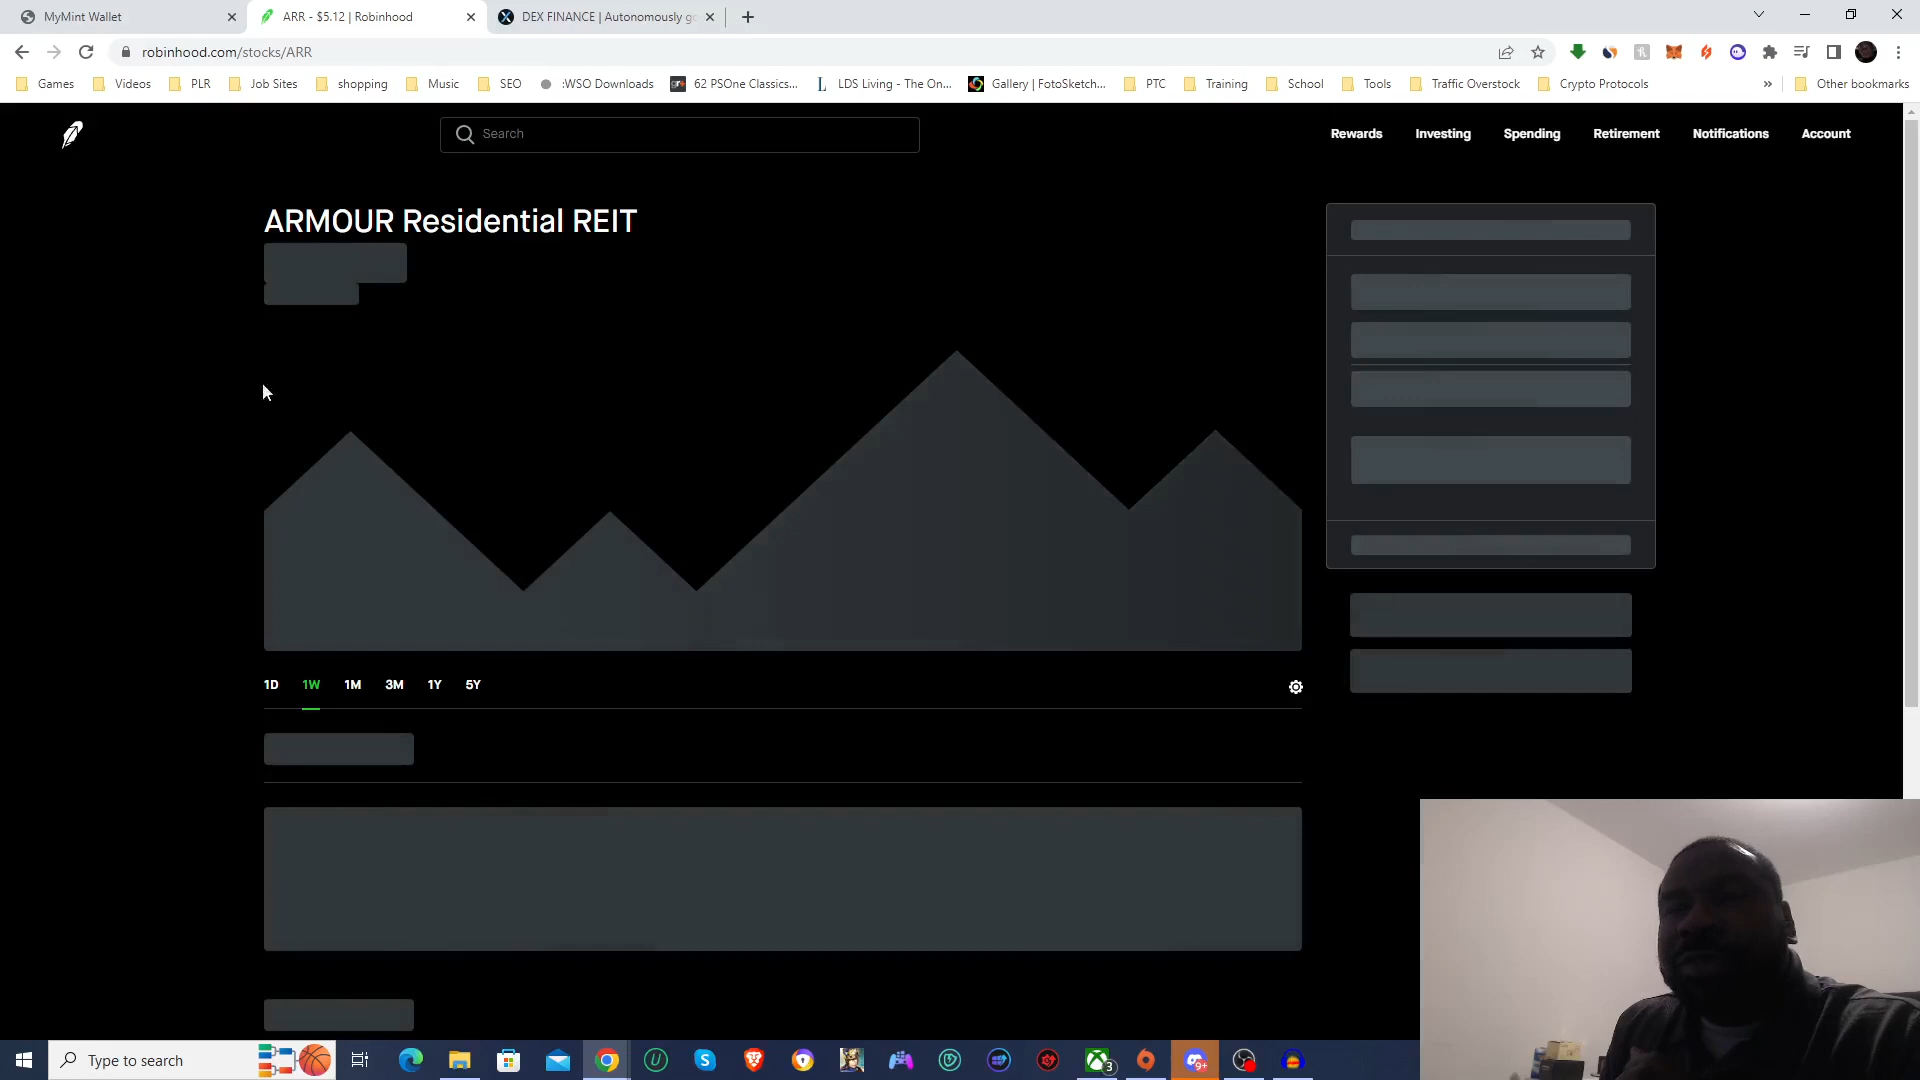 MyMint Wallet
ARR - $5.12 | Robinhood
DEX FINANCE | Autonomously go
robinhood.com/stocks/ARR
Games
Videos
PLR
Job Sites
shopping
Music
SEO
:WSO Downloads
62 PSOne Classics...
LDS Living - The On...
Gallery | FotoSketch...
PTC
Training
School
Tools
Traffic Overstock
Crypto Protocols
»
Other bookmarks
Search
Rewards
Investing
Spending
Retirement
Notifications
Account
ARMOUR Residential REIT
1D
1W
1M
3M
1Y
5Y
Type to search
3
9+